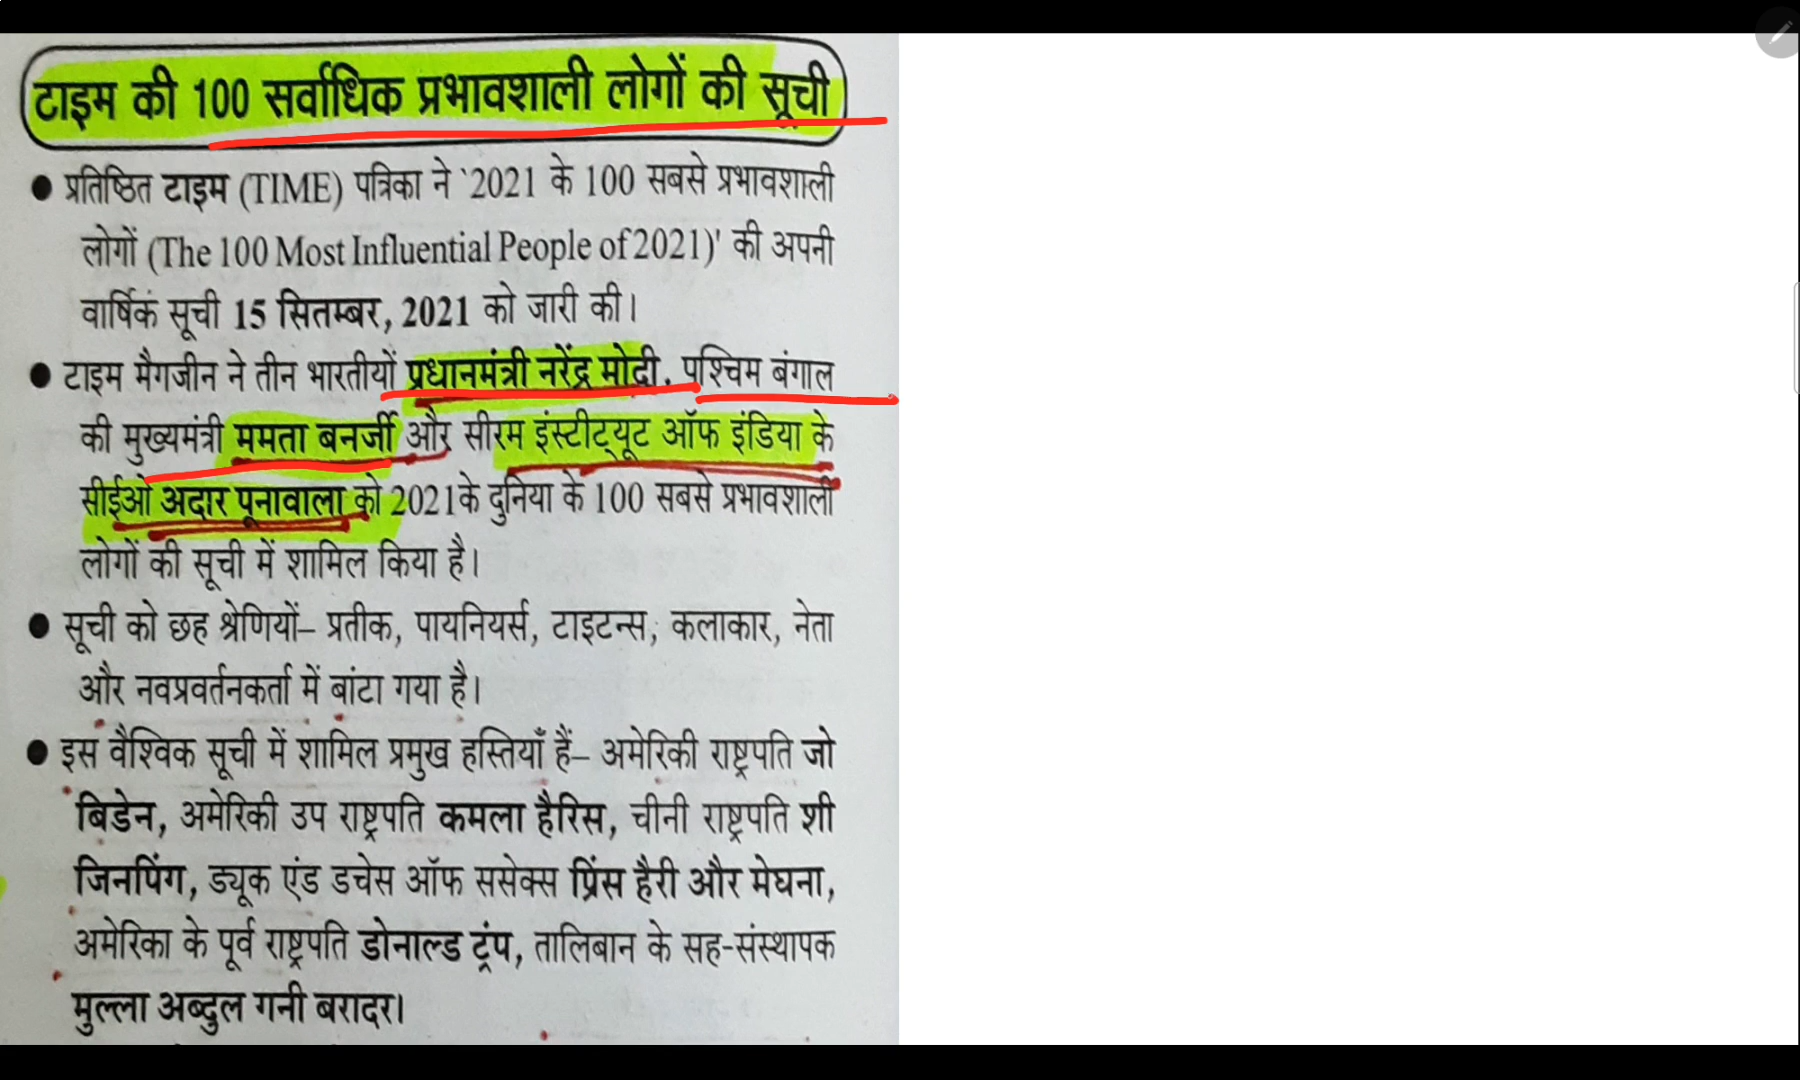 टाइम की 100 सर्वाधिक प्रभावशाली लोगों की सूची
● प्रतिष्ठित टाइम (TIME) पत्रिका ने `2021 के 100 सबसे प्रभावशाली
लोगों (The 100 Most Influential People of 2021)' की अपनी
वार्षिक सूची 15 सितम्बर, 2021 को जारी की।
● टाइम मैगजीन ने तीन भारतीयों प्रधानमंत्री नरेंद्र मोदी, पश्चिम बंगाल
की मुख्यमंत्री ममता बनर्जी और सीरम इंस्टीट्यूट ऑफ इंडिया के
सीईओ अदार पूनावाला को 2021के दुनिया के 100 सबसे प्रभावशाली
लोगों की सूची में शामिल किया है।
● सूची को छह श्रेणियों– प्रतीक, पायनियर्स, टाइटन्स, कलाकार, नेता
और नवप्रवर्तनकर्ता में बांटा गया है।
● इस वैश्विक सूची में शामिल प्रमुख हस्तियाँ हैं– अमेरिकी राष्ट्रपति जो
बिडेन, अमेरिकी उप राष्ट्रपति कमला हैरिस, चीनी राष्ट्रपति शी
जिनपिंग, ड्यूक एंड डचेस ऑफ ससेक्स प्रिंस हैरी और मेघना,
अमेरिका के पूर्व राष्ट्रपति डोनाल्ड ट्रंप, तालिबान के सह-संस्थापक
मुल्ला अब्दुल गनी बरादर।